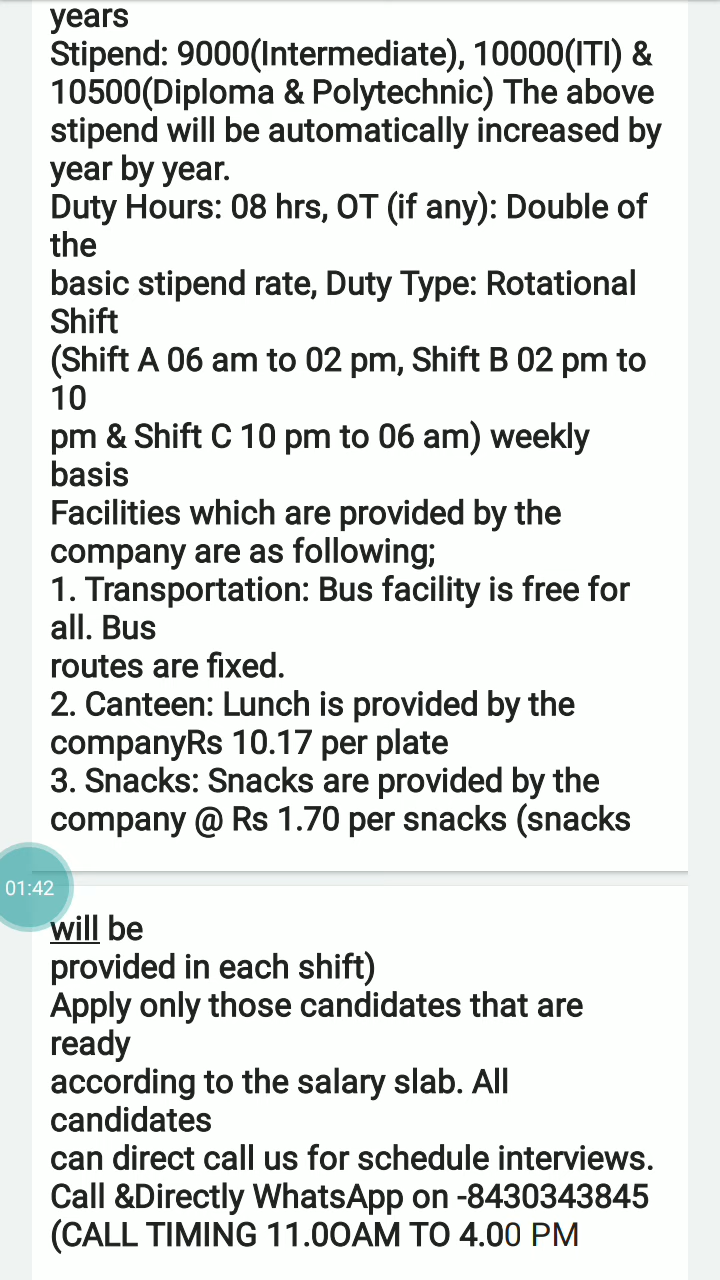 years
Stipend: 9000(Intermediate), 10000(ITI) &
10500(Diploma & Polytechnic) The above
stipend will be automatically increased by
year by year.
Duty Hours: 08 hrs, OT (if any): Double of
the
basic stipend rate, Duty Type: Rotational
Shift
(Shift A 06 am to 02 pm, Shift B 02 pm to
10
pm & Shift C 10 pm to 06 am) weekly
basis
Facilities which are provided by the
company are as following;
1. Transportation: Bus facility is free for
all. Bus
routes are fixed.
2. Canteen: Lunch is provided by the
companyRs 10.17 per plate
3. Snacks: Snacks are provided by the
company @ Rs 1.70 per snacks (snacks
01:42
will be
provided in each shift)
Apply only those candidates that are
ready
according to the salary slab. All
candidates
can direct call us for schedule interviews.
Call &Directly WhatsApp on -8430343845
(CALL TIMING 11.0OAM TO 4.00 PM